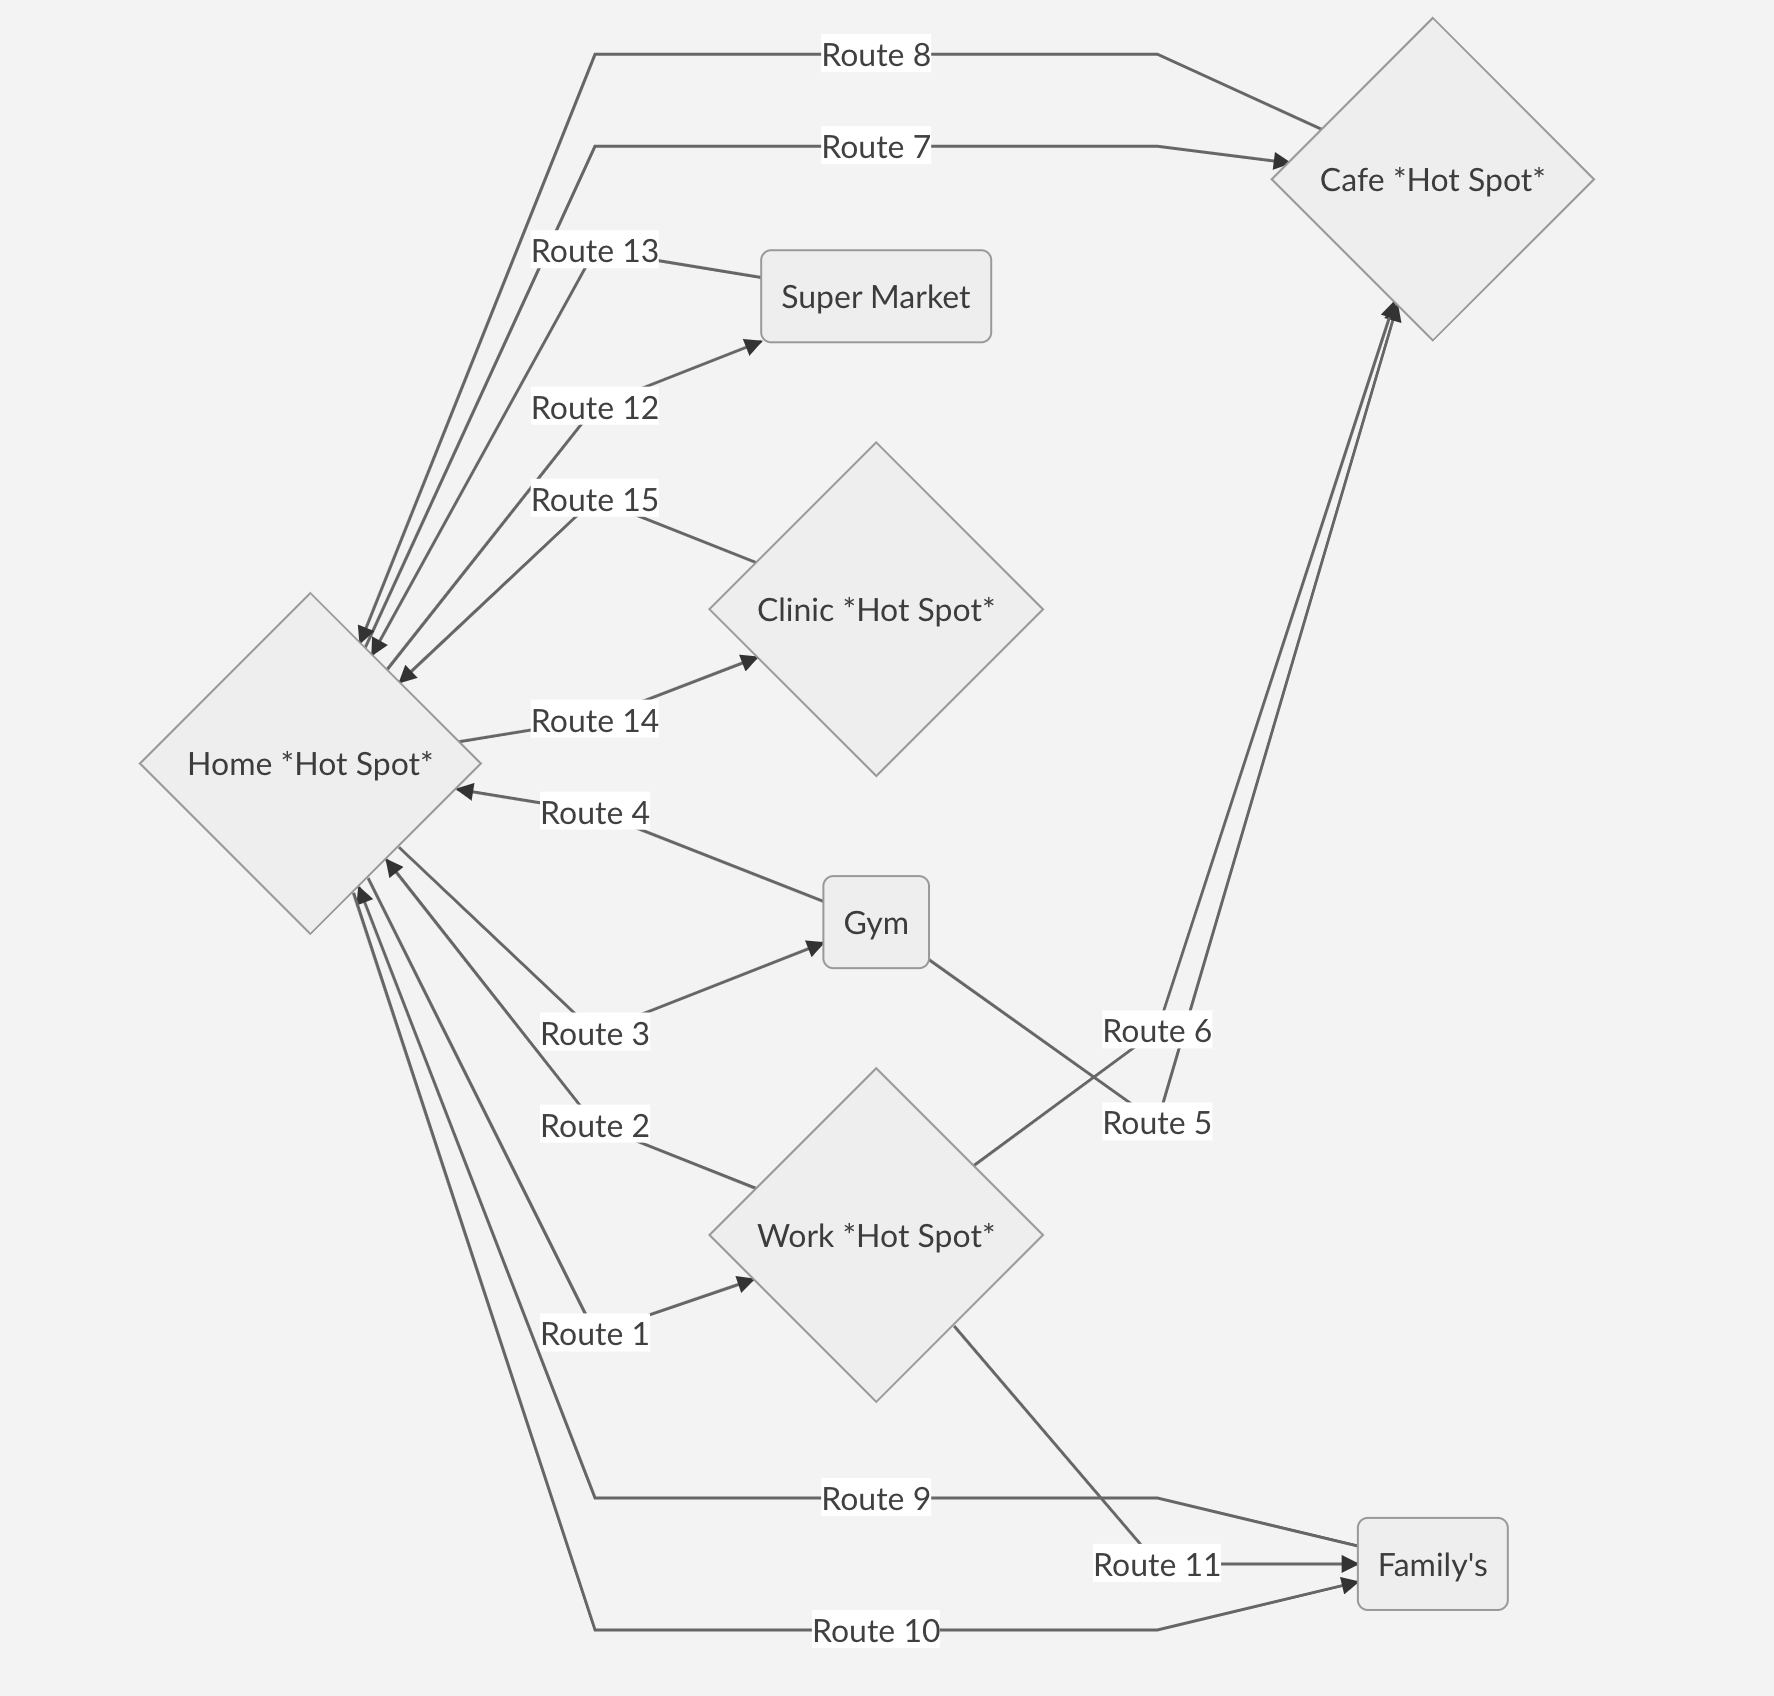 Route 8
Route 7
Cafe *Hot Spot*
Route 13
Super Market
Route 12
Route 15
Clinic *Hot Spot*
Route 14
Home *Hot Spot*
Route 4
Gym
Route 6
Route 3
Route 5
Route 2
Work *Hot Spot*
Route 1
Route 9
Route 11
Family's
Route 10